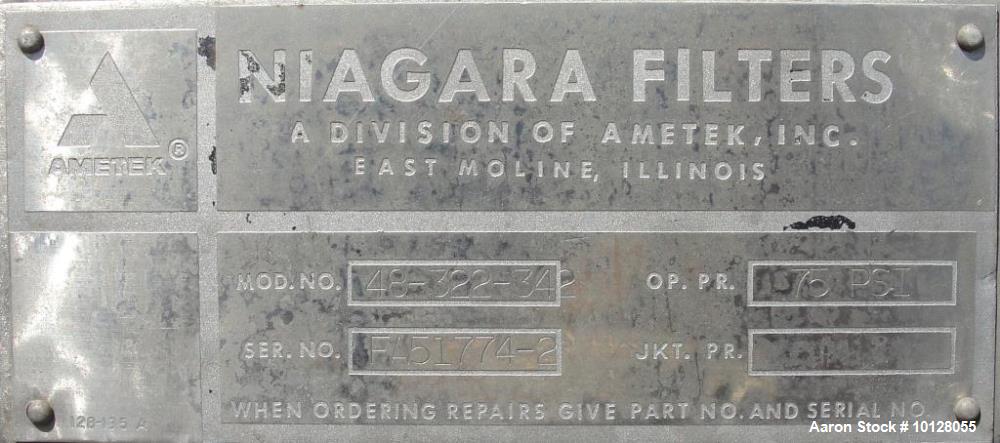 NIAGARA FILTERS
A DIVISION OF AMETEK, INC.
EAST MOLINE, ILLINOIS
AMETEK®
MOD. NO. 48-322-342 OP. PR. 75 PSI
SER. NO. FA51774-2 JKT. PR.
WHEN ORDERING REPAIRS GIVE PART NO. AND SERIAL NO.
128-135 A
Aaron Stock # 10128055